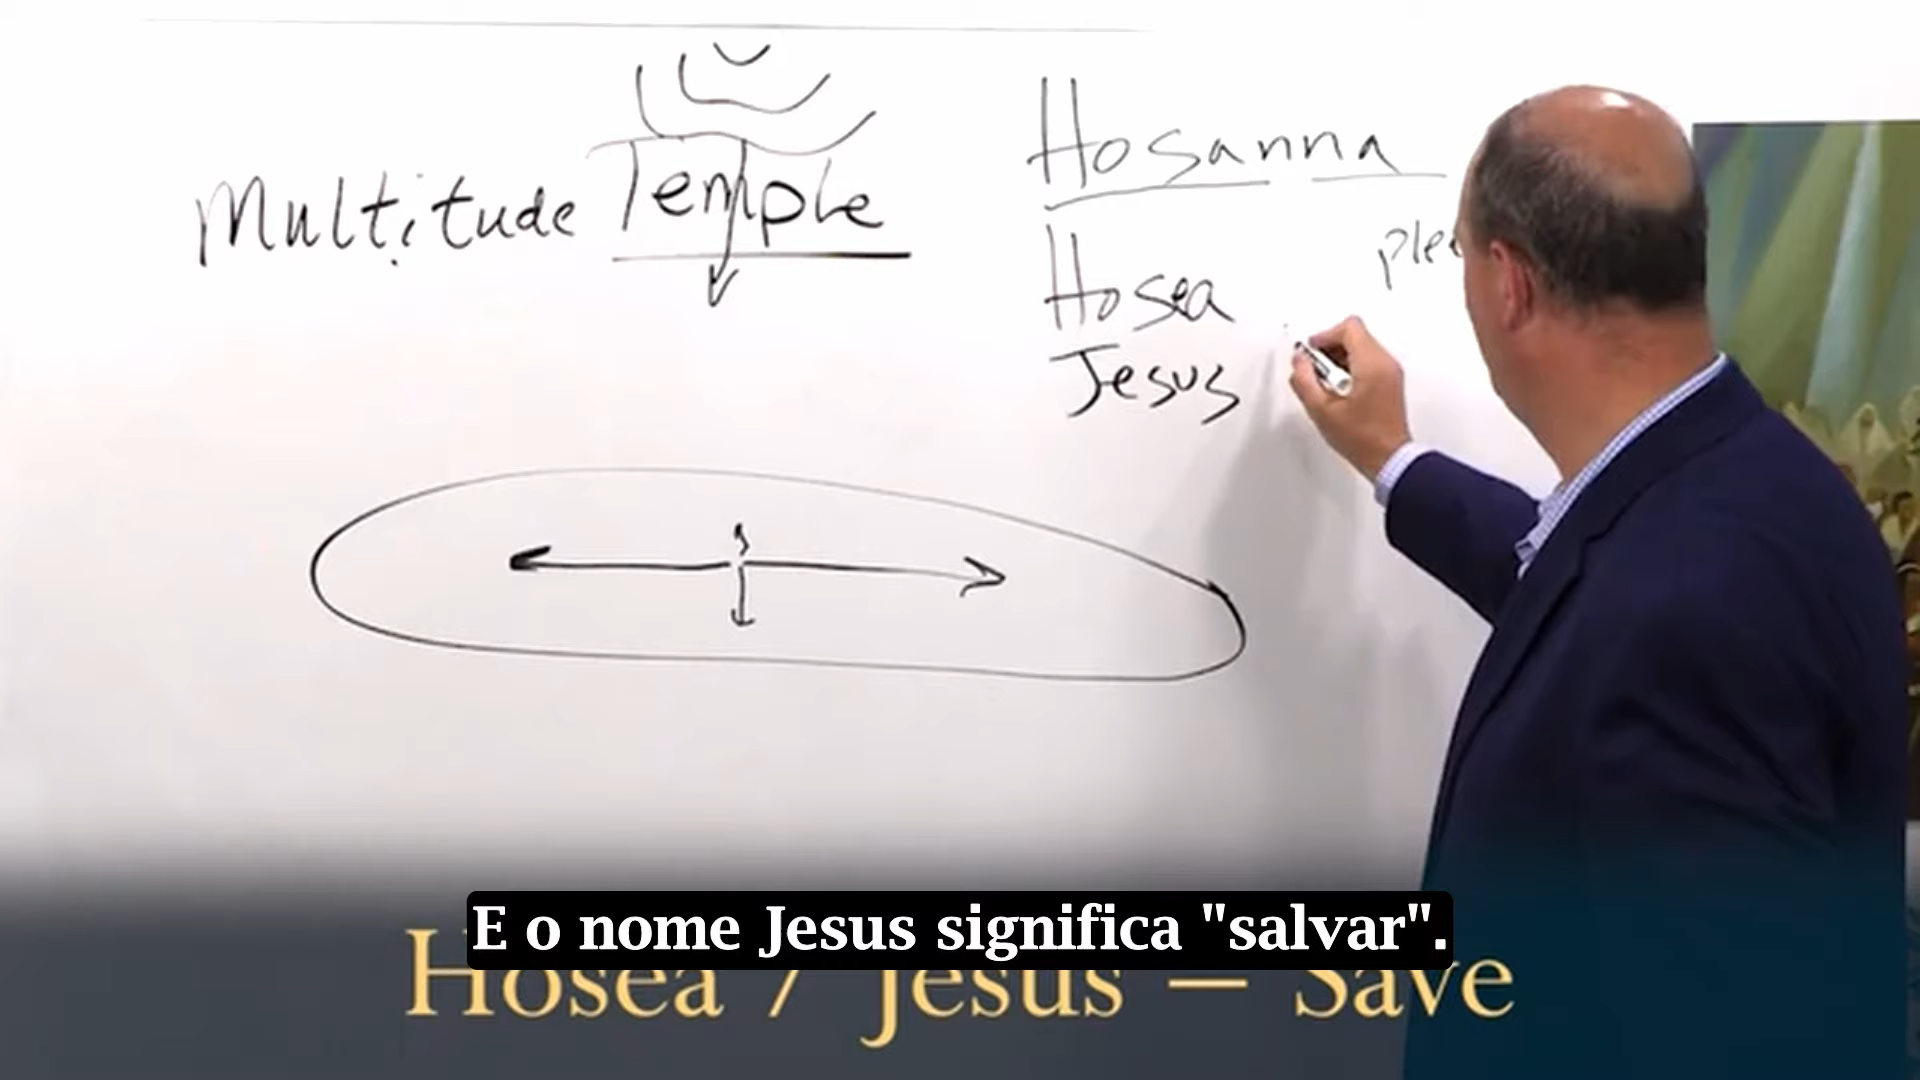 Multitude Temple
Hosanna
Hosea
Jesus
E o nome Jesus significa "salvar".
Hosea / Jesus – Save